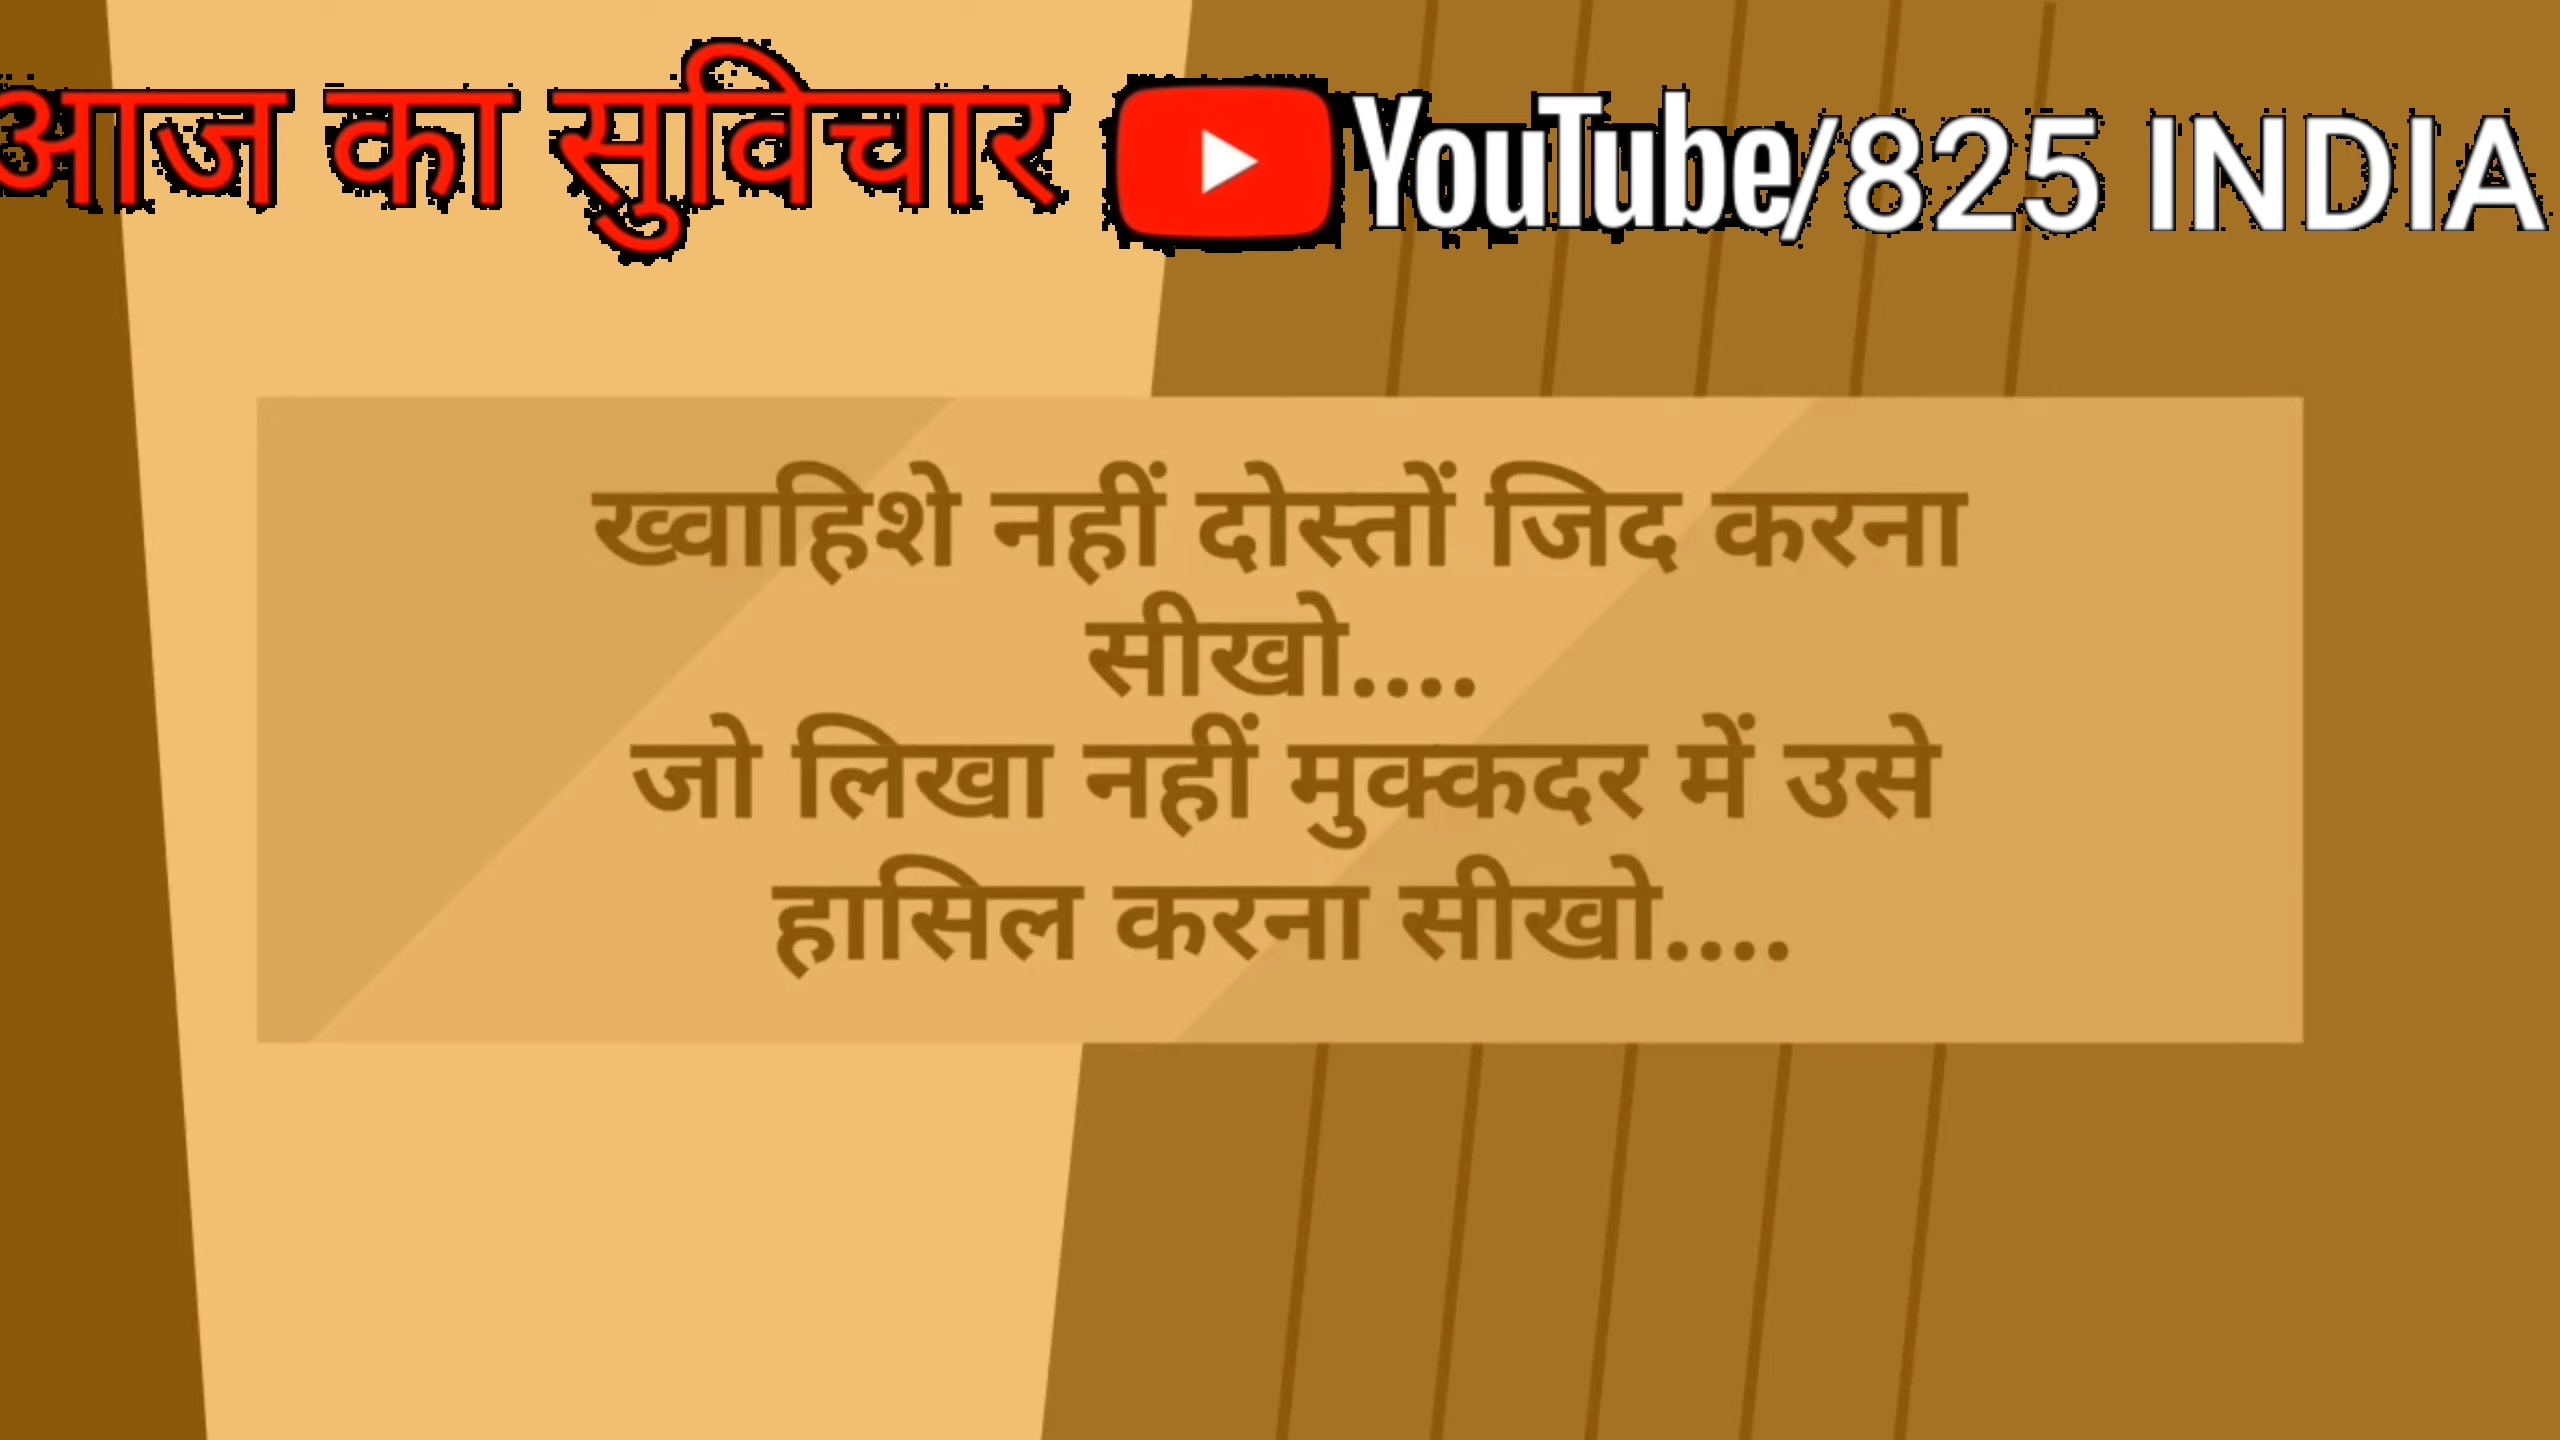 आज का सुविचार YouTube/825 INDIA
ख्वाहिशे नहीं दोस्तों जिद करना
सीखो....
जो लिखा नहीं मुक्कदर में उसे
हासिल करना सीखो....